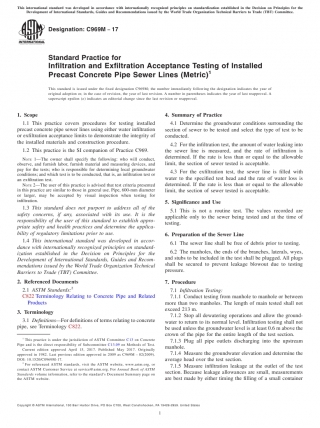 This international standard was developed in accordance with internationally recognized principles on standardization established in the Decision on Principles for the
Development of International Standards, Guides and Recommendations issued by the World Trade Organization Technical Barriers to Trade (TBT) Committee.
Designation: C969M − 17
Standard Practice for
Infiltration and Exfiltration Acceptance Testing of Installed
Precast Concrete Pipe Sewer Lines (Metric)1
This standard is issued under the fixed designation C969M; the number immediately following the designation indicates the year of
original adoption or, in the case of revision, the year of last revision. A number in parentheses indicates the year of last reapproval. A
superscript epsilon (ε) indicates an editorial change since the last revision or reapproval.
1. Scope
1.1 This practice covers procedures for testing installed
precast concrete pipe sewer lines using either water infiltration
or exfiltration acceptance limits to demonstrate the integrity of
the installed materials and construction procedure.
1.2 This practice is the SI companion of Practice C969.
NOTE 1—The owner shall specify the following: who will conduct,
observe, and furnish labor, furnish material and measuring devices, and
pay for the tests; who is responsible for determining local groundwater
conditions; and which test is to be conducted, that is, an infiltration test of
an exfiltration test.
NOTE 2—The user of this practice is advised that test criteria presented
in this practice are similar to those in general use. Pipe, 600-mm diameter
or larger, may be accepted by visual inspection when testing for
infiltration.
1.3 This standard does not purport to address all of the
safety concerns, if any, associated with its use. It is the
responsibility of the user of this standard to establish appro-
priate safety and health practices and determine the applica-
bility of regulatory limitations prior to use.
1.4 This international standard was developed in accor-
dance with internationally recognized principles on standard-
ization established in the Decision on Principles for the
Development of International Standards, Guides and Recom-
mendations issued by the World Trade Organization Technical
Barriers to Trade (TBT) Committee.
2. Referenced Documents
2.1 ASTM Standards:2
C822 Terminology Relating to Concrete Pipe and Related
Products
3. Terminology
3.1 Definitions—For definitions of terms relating to concrete
pipe, see Terminology C822.
1 This practice is under the jurisdiction of ASTM Committee C13 on Concrete
Pipe and is the direct responsibility of Subcommittee C13.09 on Methods of Test.
Current edition approved April 15, 2017. Published May 2017. Originally
approved in 1982. Last previous edition approved in 2009 as C969M – 02(2009).
DOI: 10.1520/C0969M-17.
2 For referenced ASTM standards, visit the ASTM website, www.astm.org, or
contact ASTM Customer Service at service@astm.org. For Annual Book of ASTM
Standards volume information, refer to the standard's Document Summary page on
the ASTM website.
4. Summary of Practice
4.1 Determine the groundwater conditions surrounding the
section of sewer to be tested and select the type of test to be
conducted.
4.2 For the infiltration test, the amount of water leaking into
the sewer line is measured, and the rate of infiltration is
determined. If the rate is less than or equal to the allowable
limit, the section of sewer tested is acceptable.
4.3 For the exfiltration test, the sewer line is filled with
water to the specified test head and the rate of water loss is
determined. If the rate is less than or equal to the allowable
limit, the section of sewer tested is acceptable.
5. Significance and Use
5.1 This is not a routine test. The values recorded are
applicable only to the sewer being tested and at the time of
testing.
6. Preparation of the Sewer Line
6.1 The sewer line shall be free of debris prior to testing.
6.2 The manholes, the ends of the branches, laterals, wyes,
and stubs to be included in the test shall be plugged. All plugs
shall be secured to prevent leakage blowout due to testing
pressure.
7. Procedure
7.1 Infiltration Testing:
7.1.1 Conduct testing from manhole to manhole or between
more than two manholes. The length of main tested shall not
exceed 213 m.
7.1.2 Stop all dewatering operations and allow the ground-
water to return to its normal level. Infiltration testing shall not
be used unless the groundwater level is at least 0.6 m above the
crown of the pipe for the entire length of the test section.
7.1.3 Plug all pipe outlets discharging into the upstream
manhole.
7.1.4 Measure the groundwater elevation and determine the
average head over the test section.
7.1.5 Measure infiltration leakage at the outlet of the test
section. Because leakage allowances are small, measurements
are best made by either timing the filling of a small container
Copyright © ASTM International, 100 Barr Harbor Drive, PO Box C700, West Conshohocken, PA 19428-2959. United States
1